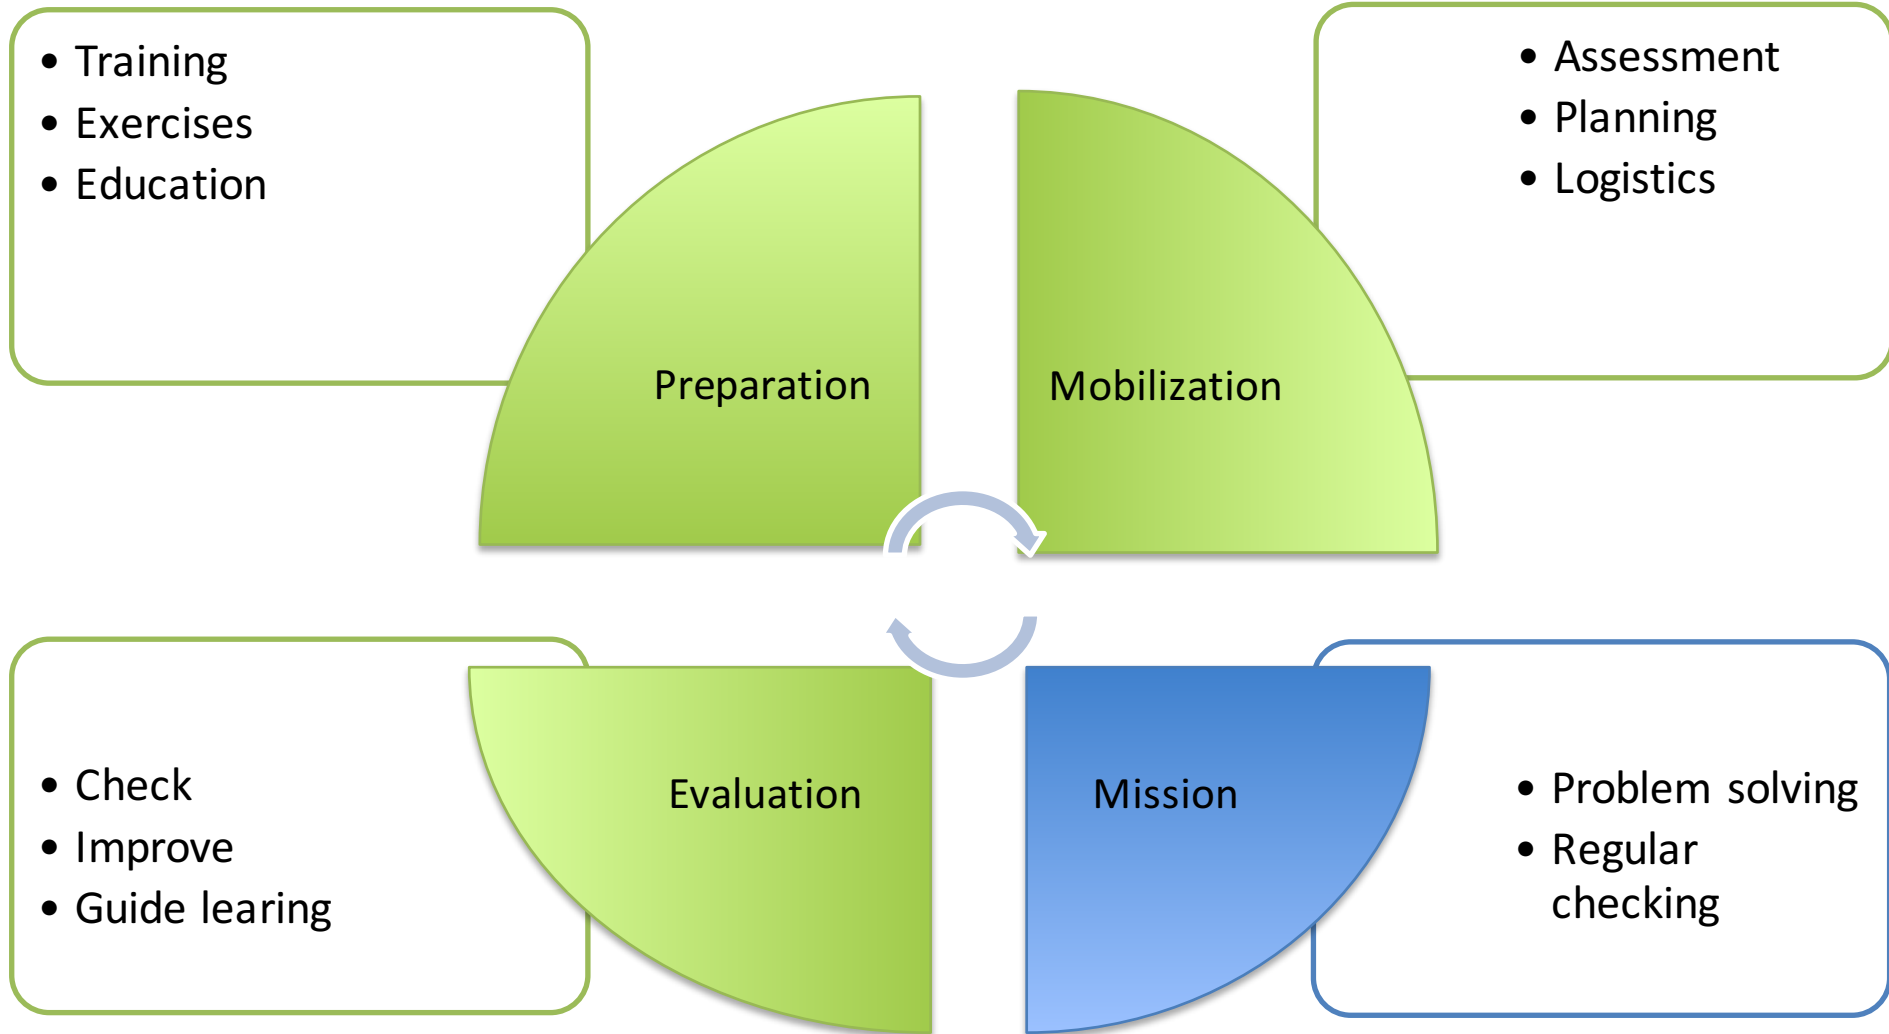 • Training
• Exercises
• Education
• Assessment
• Planning
• Logistics
Preparation
Mobilization
Evaluation
Mission
• Check
• Improve
• Guide learing
• Problem solving
• Regular
checking